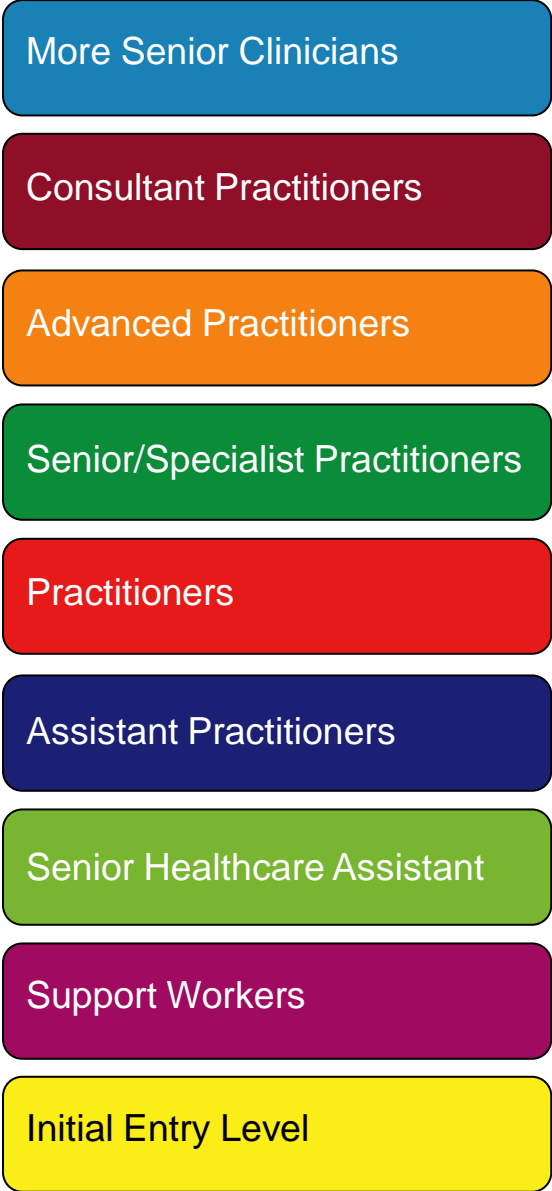 More Senior Clinicians
Consultant Practitioners
Advanced Practitioners
Senior/Specialist Practitioners
Practitioners
Assistant Practitioners
Senior Healthcare Assistant
Support Workers
Initial Entry Level